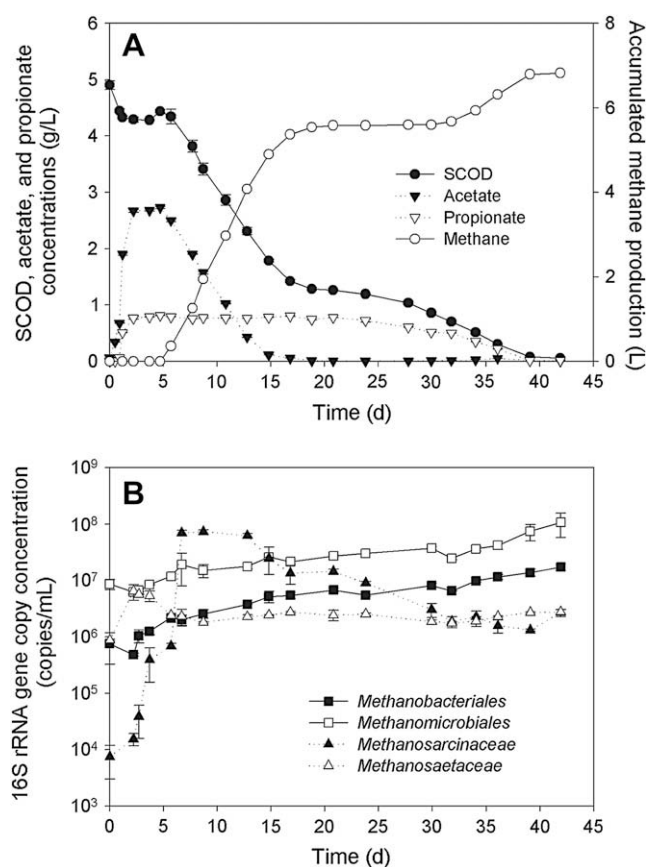 A
SCOD, acetate, and propionate
concentrations (g/L)
6
5
4
3
2
1
0
8
6
4
2
0
Accumulated methane
production (L)
SCOD
Acetate
Propionate
Methane
0 5 10 15 20 25 30 35 40 45
Time (d)
B
16S rRNA gene copy concentration
(copies/mL)
10⁹
10⁸
10⁷
10⁶
10⁵
10⁴
10³
Methanobacteriales
Methanomicrobiales
Methanosarcinaceae
Methanosaetaceae
0 5 10 15 20 25 30 35 40 45
Time (d)